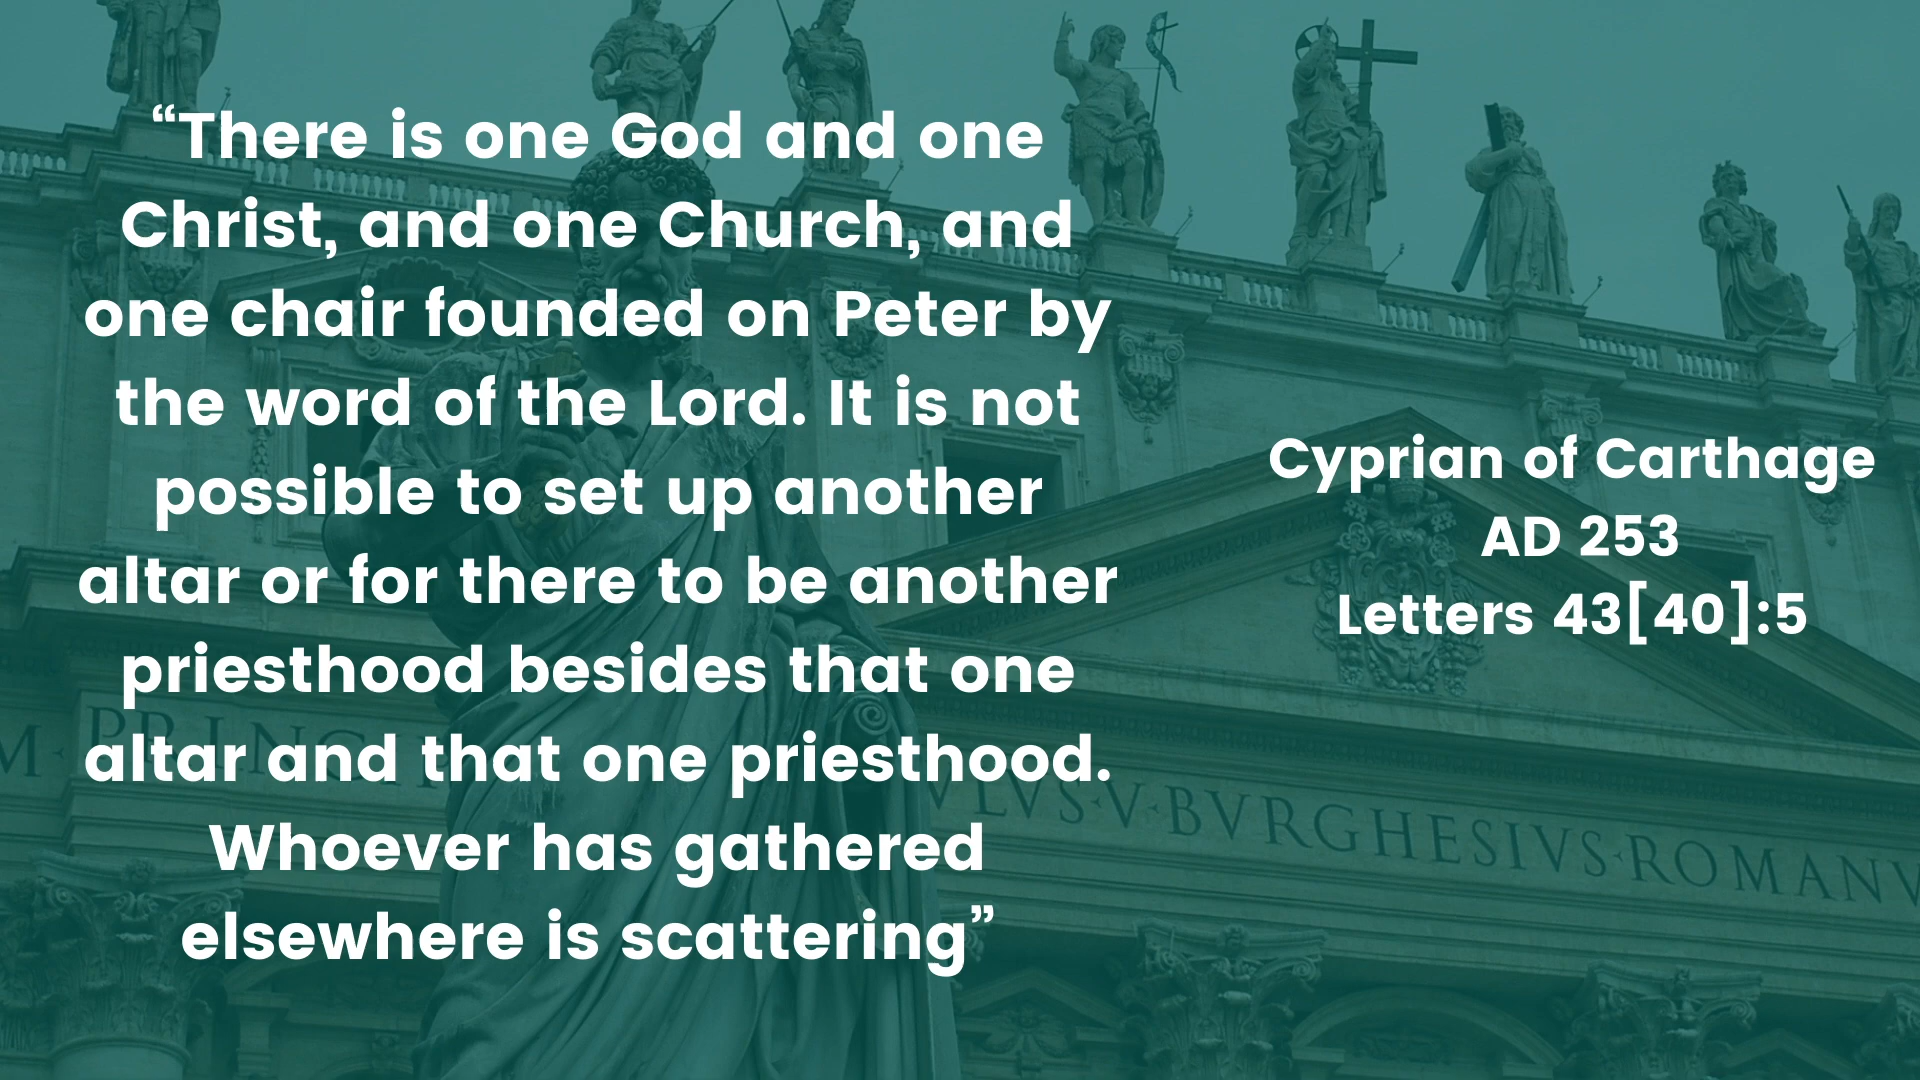 “There is one God and one
Christ, and one Church, and
one chair founded on Peter by
the word of the Lord. It is not
possible to set up another
altar or for there to be another
priesthood besides that one
altar and that one priesthood.
Whoever has gathered
elsewhere is scattering”
Cyprian of Carthage
AD 253
Letters 43[40]:5
M · PRINC
VLVS · V · BVRGHESIVS · ROMANV